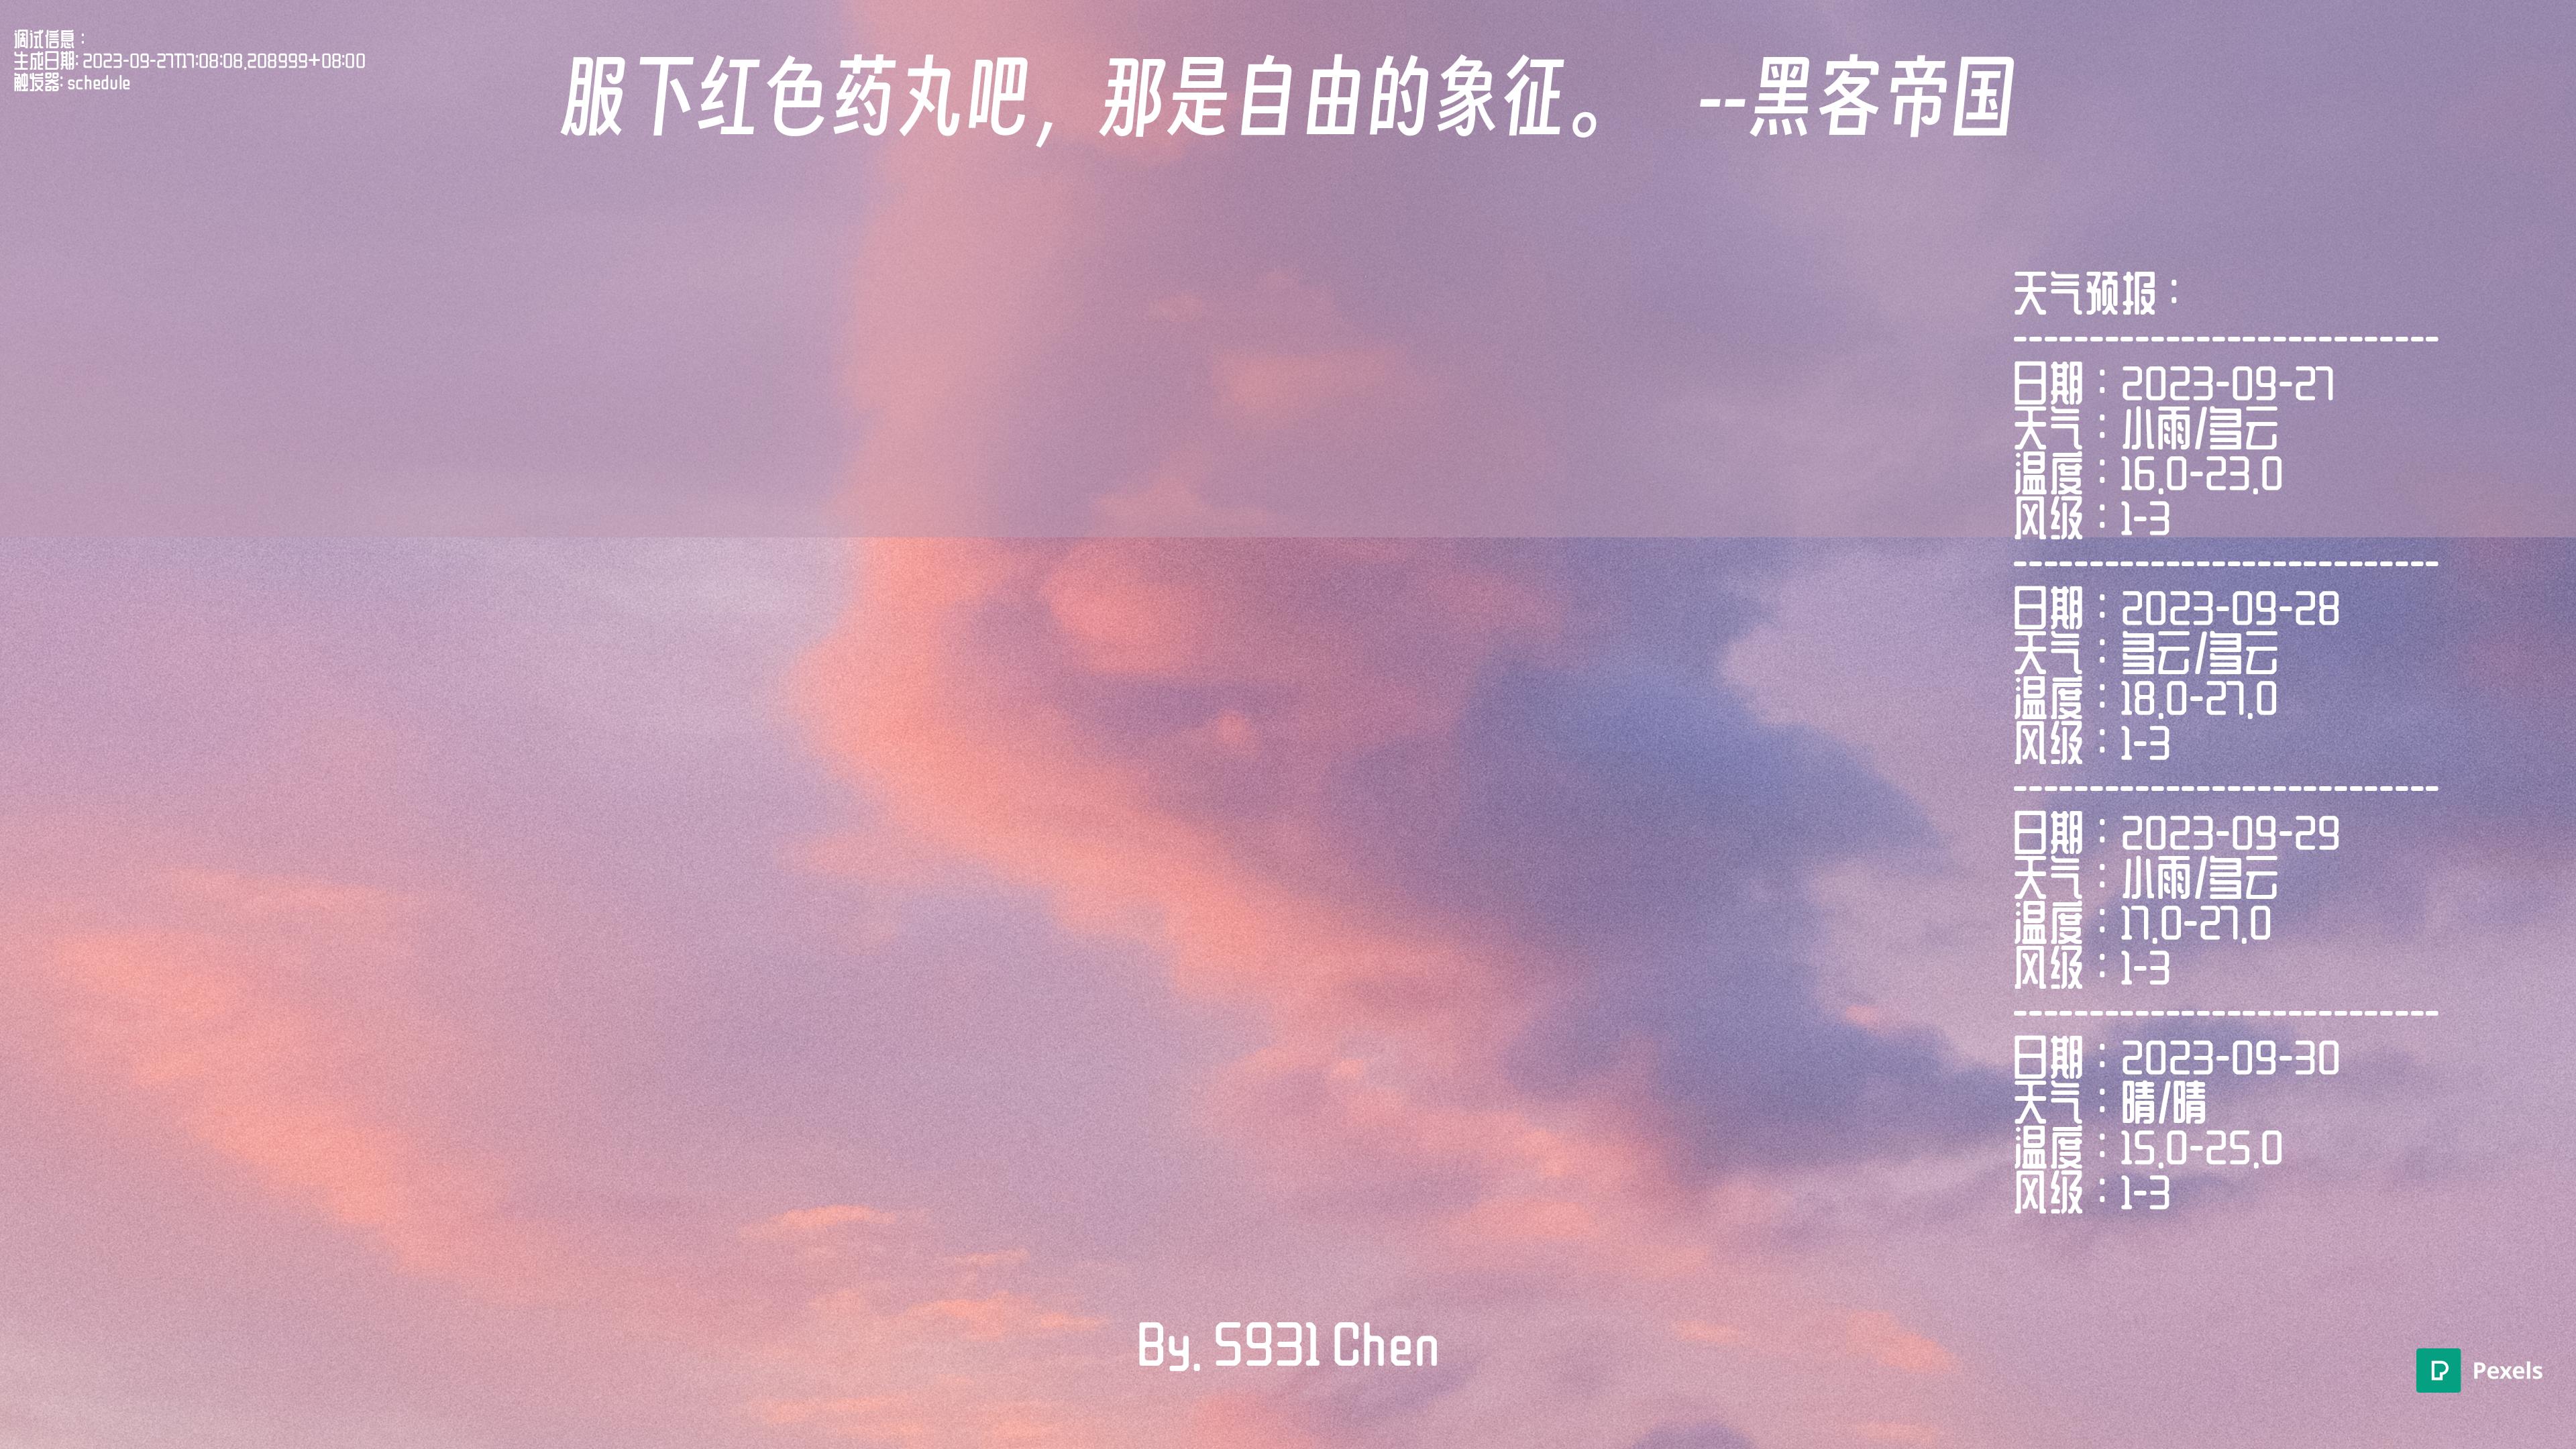 调试信息：
生成日期: 2023-09-27T17:08:08.208999+08:00
触发器: schedule
服下红色药丸吧，那是自由的象征。 --黑客帝国
天气预报：
----------------------------
日期：2023-09-27
天气：小雨/多云
温度：16.0-23.0
风级：1-3
----------------------------
日期：2023-09-28
天气：多云/多云
温度：18.0-27.0
风级：1-3
----------------------------
日期：2023-09-29
天气：小雨/多云
温度：17.0-27.0
风级：1-3
----------------------------
日期：2023-09-30
天气：晴/晴
温度：15.0-25.0
风级：1-3
By. S931 Chen
Pexels